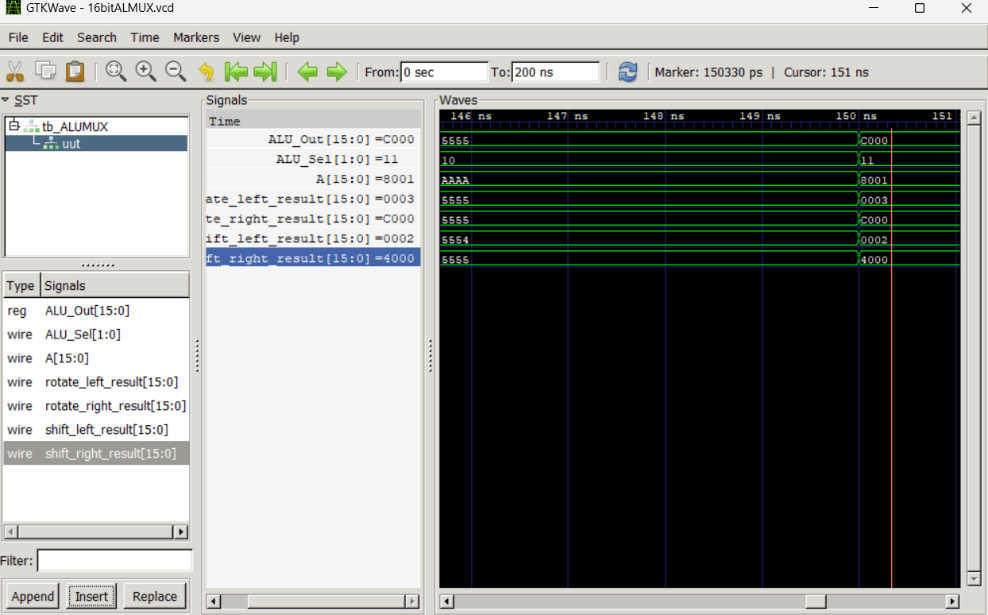 GTKWave - 16bitALMUX.vcd
File Edit Search Time Markers View Help
From: 0 sec To: 200 ns Marker: 150330 ps | Cursor: 151 ns
SST
tb_ALUMUX
uut
Type Signals
reg ALU_Out[15:0]
wire ALU_Sel[1:0]
wire A[15:0]
wire rotate_left_result[15:0]
wire rotate_right_result[15:0]
wire shift_left_result[15:0]
wire shift_right_result[15:0]
Filter:
Append Insert Replace
Signals
Time
ALU_Out[15:0] =C000
ALU_Sel[1:0] =11
A[15:0] =8001
ate_left_result[15:0] =0003
te_right_result[15:0] =C000
ift_left_result[15:0] =0002
ft_right_result[15:0] =4000
Waves
146 ns 147 ns 148 ns 149 ns 150 ns 151
5555 C000
10 11
AAAA 8001
5555 0003
5555 C000
5554 0002
5555 4000